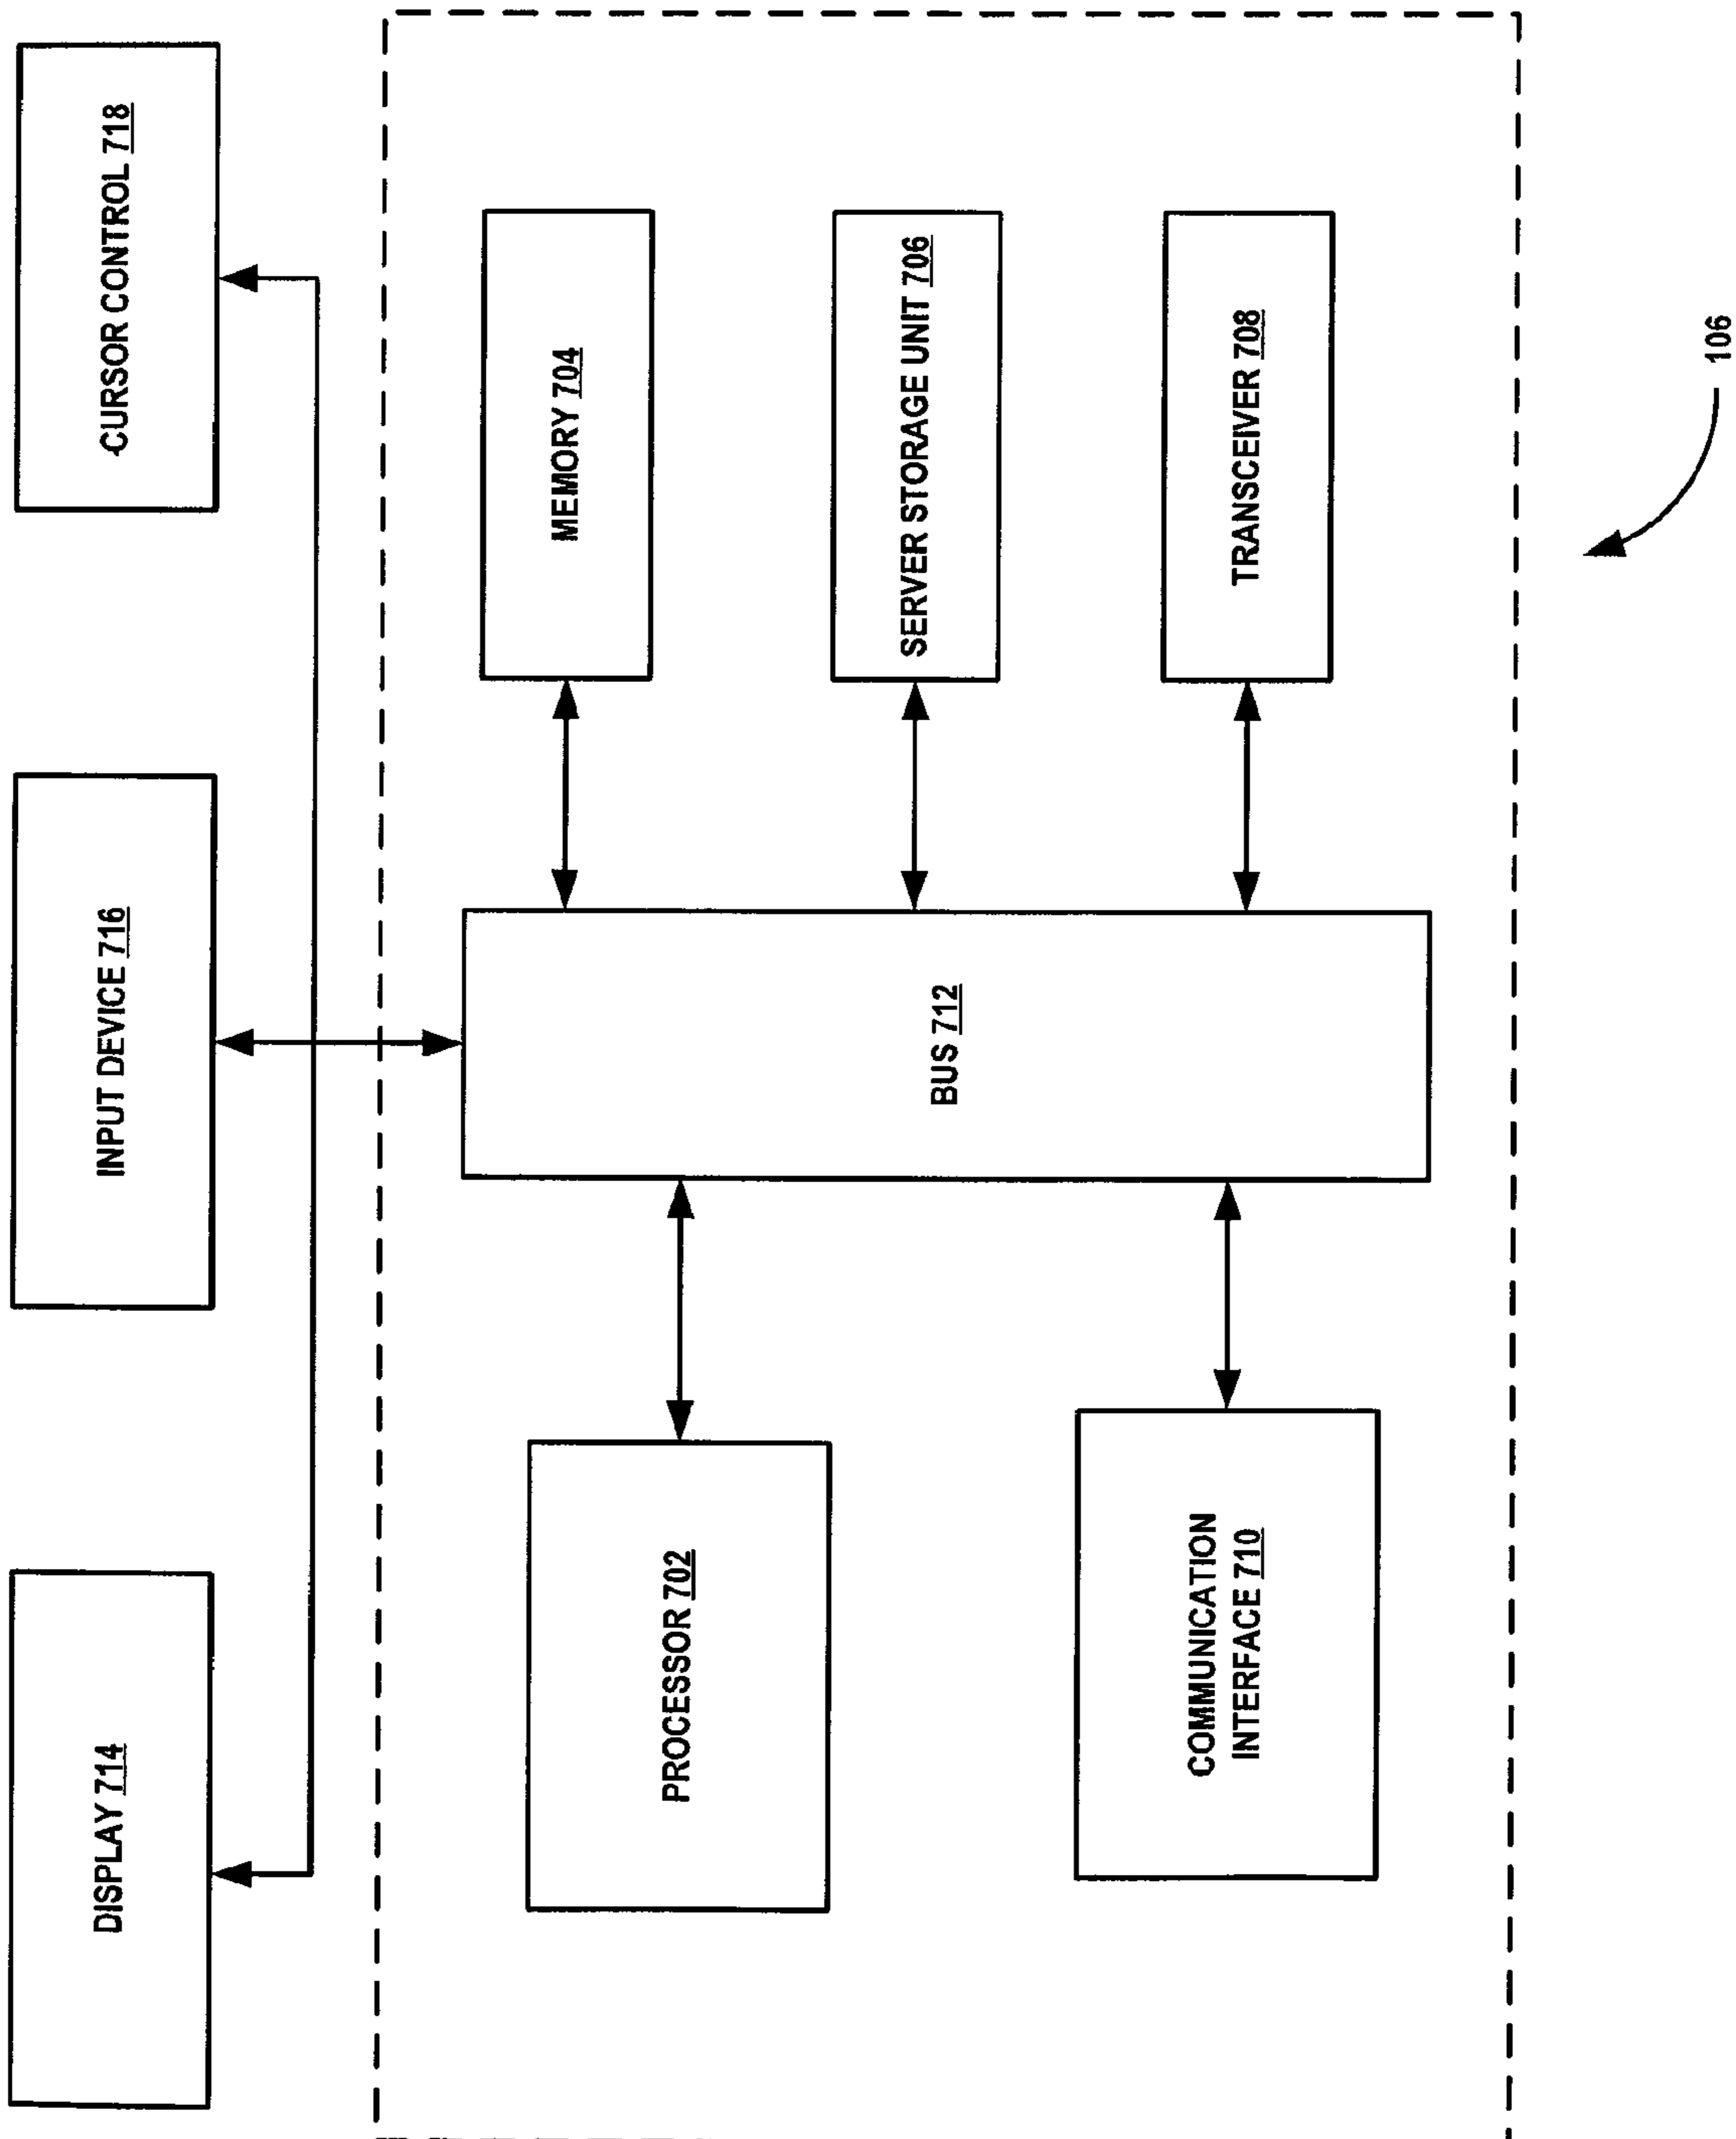 DISPLAY 714
INPUT DEVICE 716
CURSOR CONTROL 718
PROCESSOR 702
BUS 712
MEMORY 704
SERVER STORAGE UNIT 706
COMMUNICATION
INTERFACE 710
TRANSCEIVER 708
106